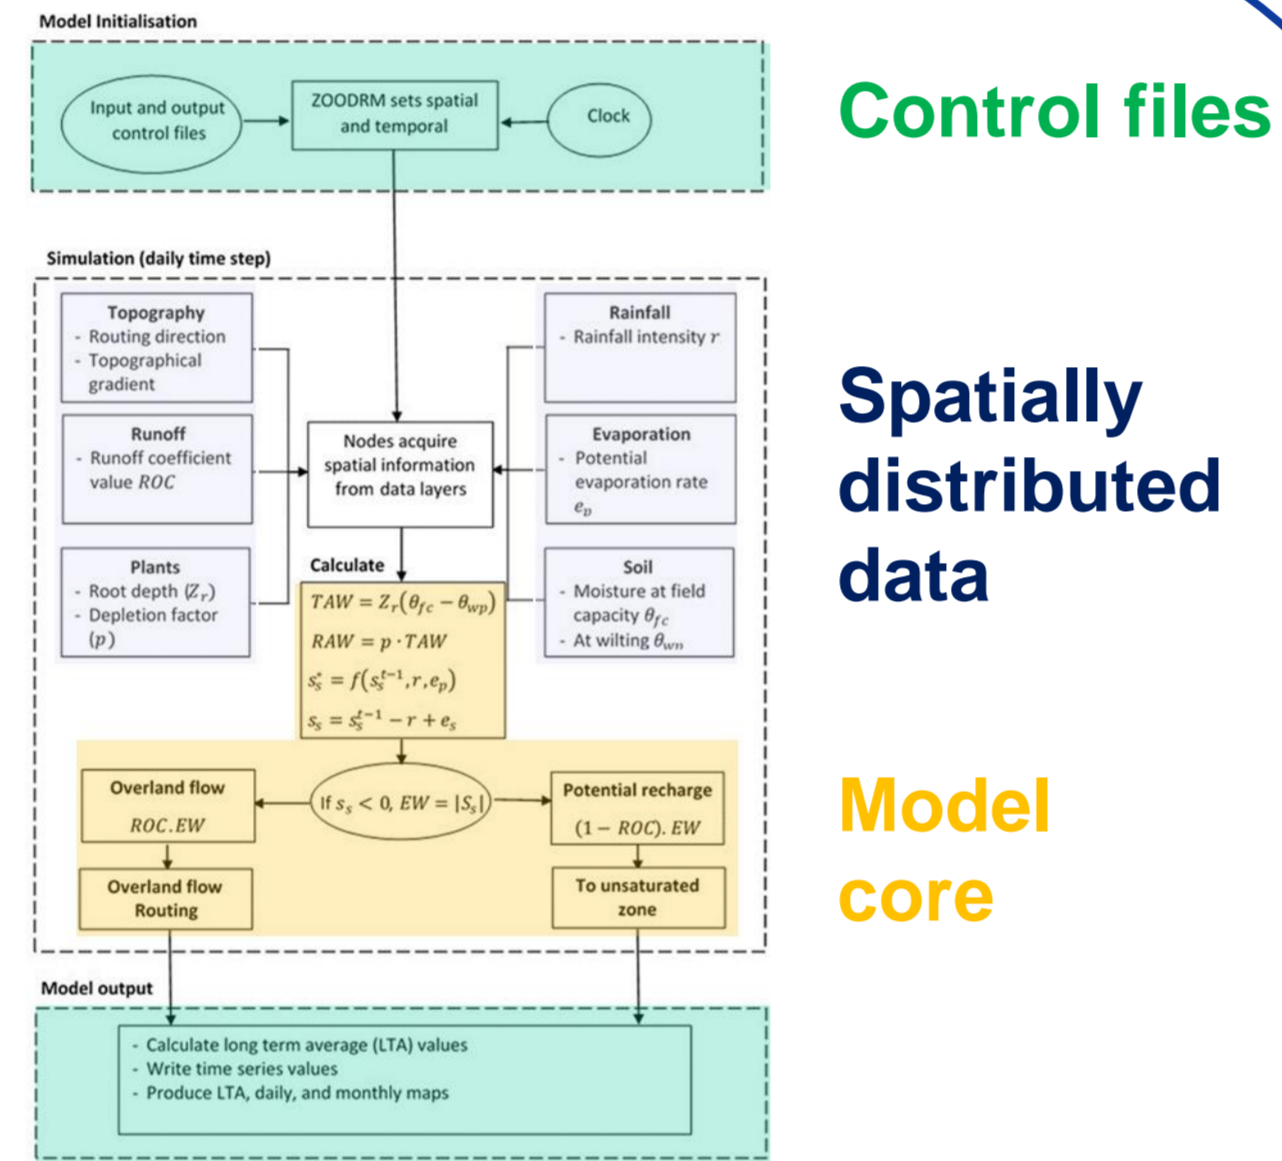 Model Initialisation
Input and output
control files
ZOODRM sets spatial
and temporal
Clock
Control files
Simulation (daily time step)
Topography
- Routing direction
- Topographical
gradient
Runoff
- Runoff coefficient
value ROC
Plants
- Root depth (Z_r)
- Depletion factor
(p)
Nodes acquire
spatial information
from data layers
Rainfall
- Rainfall intensity r
Evaporation
- Potential
evaporation rate
e_p
Soil
- Moisture at field
capacity θ_fc
- At wilting θ_wp
Spatially
distributed
data
Calculate
TAW = Z_r(θ_fc − θ_wp)
RAW = p · TAW
s_s^* = f(s_s^{t−1}, r, e_p)
s_s = s_s^{t−1} − r + e_s
If s_s < 0, EW = |S_s|
Overland flow
ROC.EW
Overland flow
Routing
Potential recharge
(1 − ROC). EW
To unsaturated
zone
Model
core
Model output
- Calculate long term average (LTA) values
- Write time series values
- Produce LTA, daily, and monthly maps